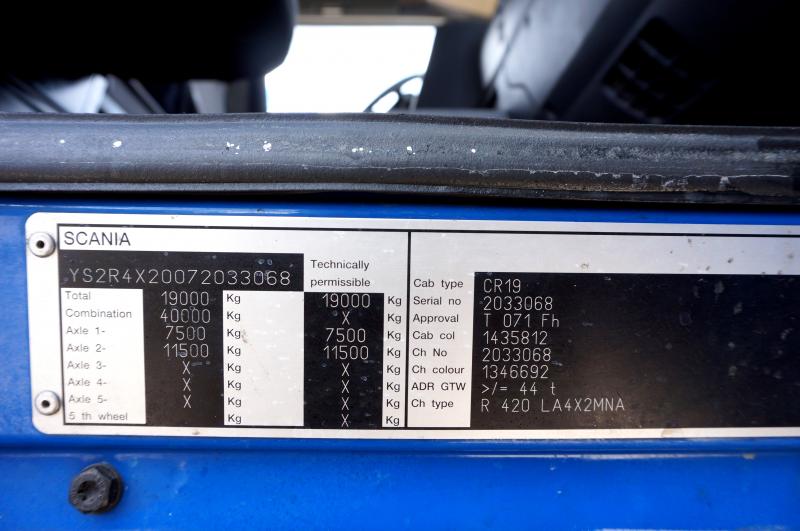 SCANIA
YS2R4X20072033068 Technically permissible
Total 19000 Kg 19000 Kg
Combination 40000 Kg X Kg
Axle 1- 7500 Kg 7500 Kg
Axle 2- 11500 Kg 11500 Kg
Axle 3- X Kg X Kg
Axle 4- X Kg X Kg
Axle 5- X Kg X Kg
5 th wheel Kg X Kg
Cab type CR19
Serial no 2033068
Approval T 071 Fh
Cab col 1435812
Ch No 2033068
Ch colour 1346692
ADR GTW >/= 44 t
Ch type R 420 LA4X2MNA